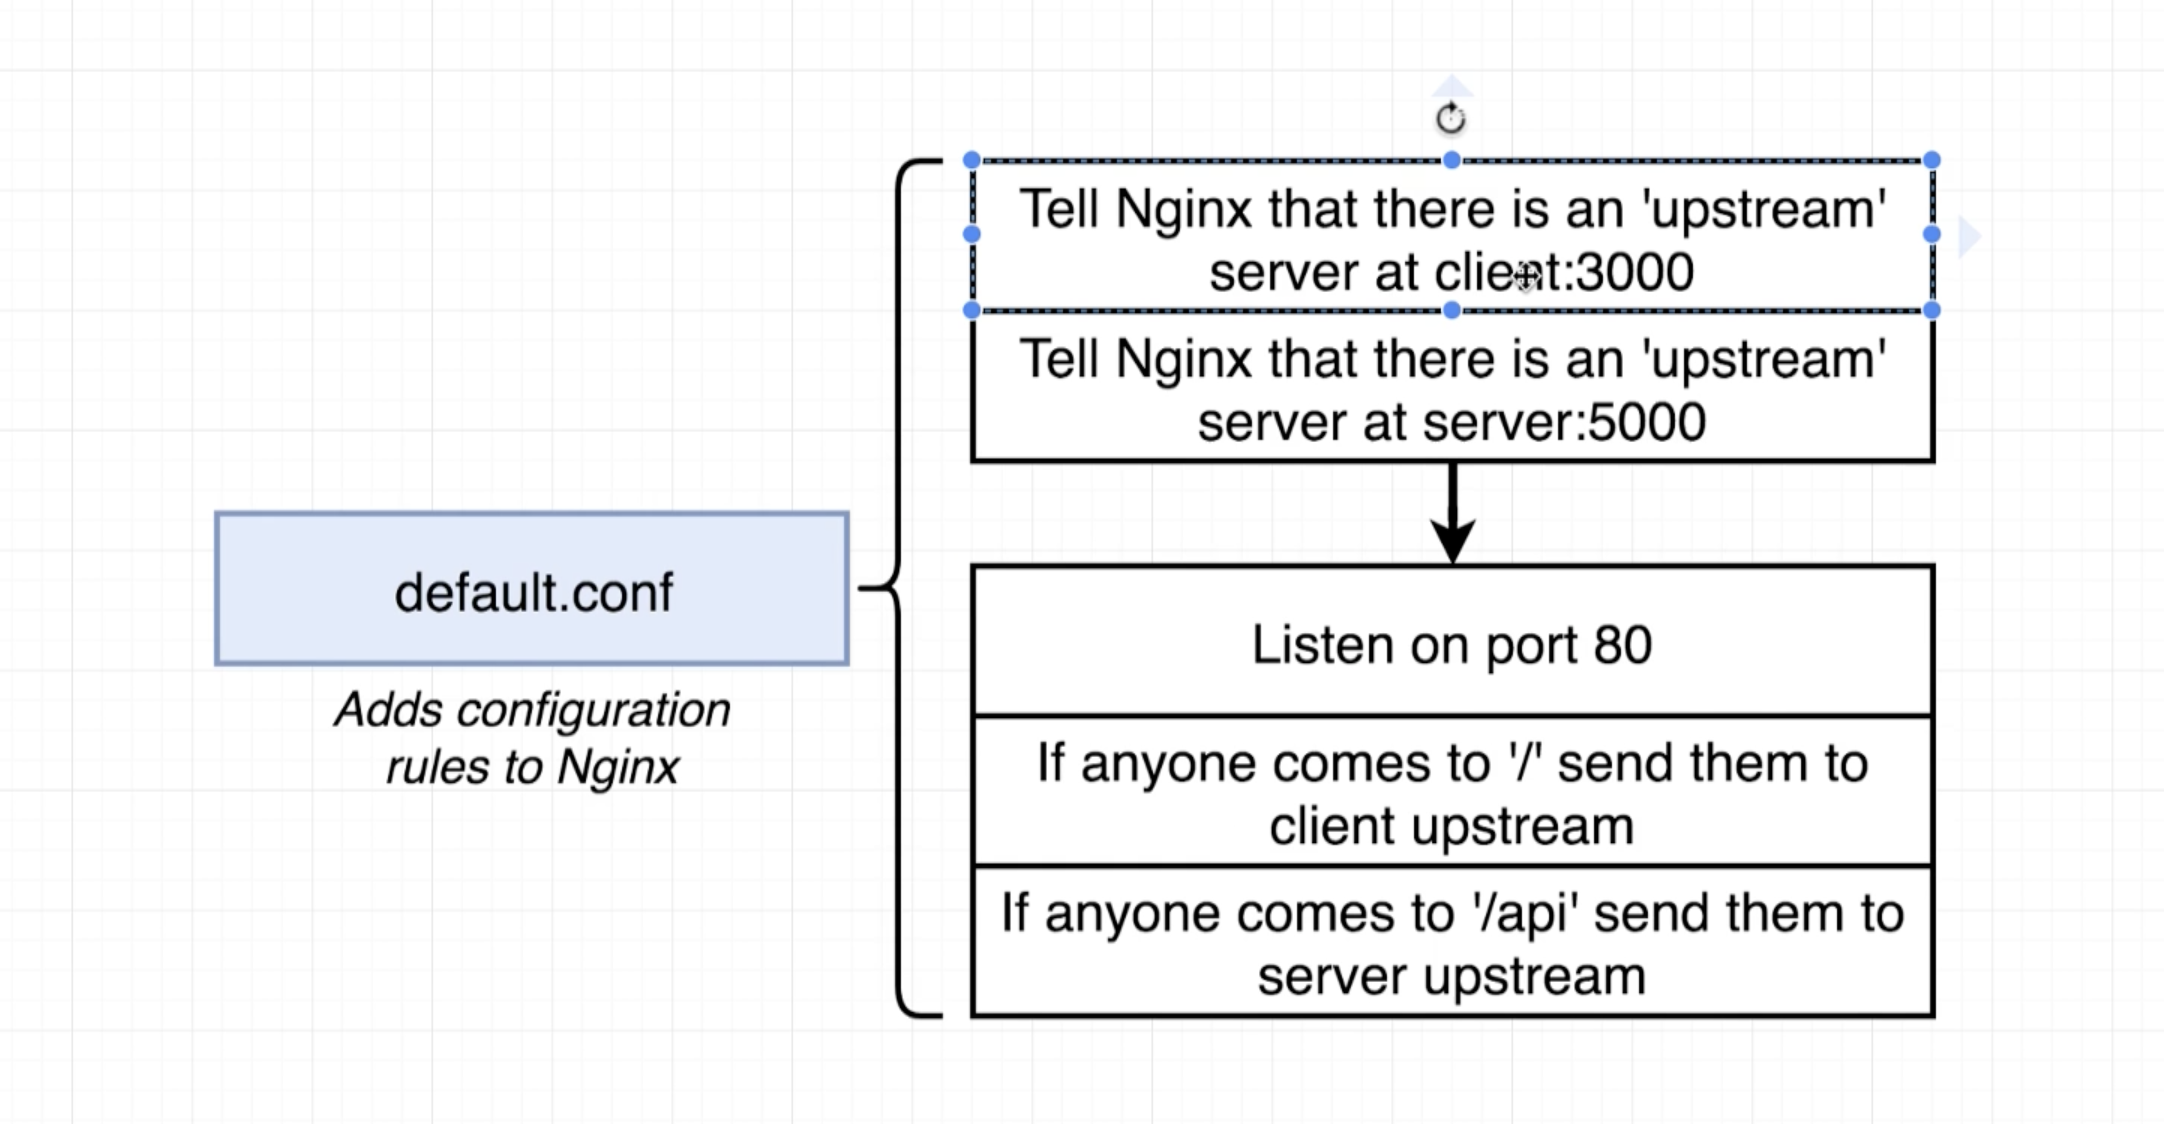 Tell Nginx that there is an 'upstream'
server at client:3000
Tell Nginx that there is an 'upstream'
server at server:5000
default.conf
Adds configuration
rules to Nginx
Listen on port 80
If anyone comes to '/' send them to
client upstream
If anyone comes to '/api' send them to
server upstream